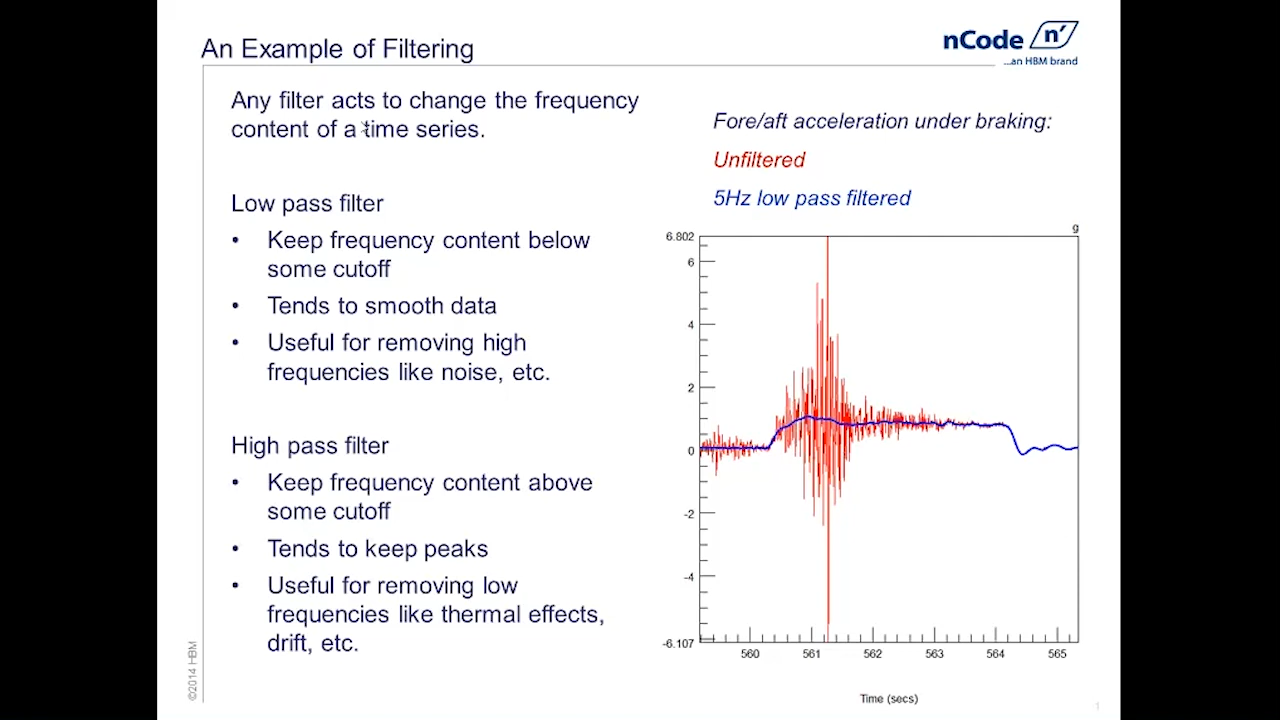 An Example of Filtering
nCode n'
...an HBM brand
Any filter acts to change the frequency
content of a time series.
Low pass filter
• Keep frequency content below
some cutoff
• Tends to smooth data
• Useful for removing high
frequencies like noise, etc.
High pass filter
• Keep frequency content above
some cutoff
• Tends to keep peaks
• Useful for removing low
frequencies like thermal effects,
drift, etc.
Fore/aft acceleration under braking:
Unfiltered
5Hz low pass filtered
g
6.802
6
4
2
0
-2
-4
-6.107
560 561 562 563 564 565
Time (secs)
©2014 HBM
1